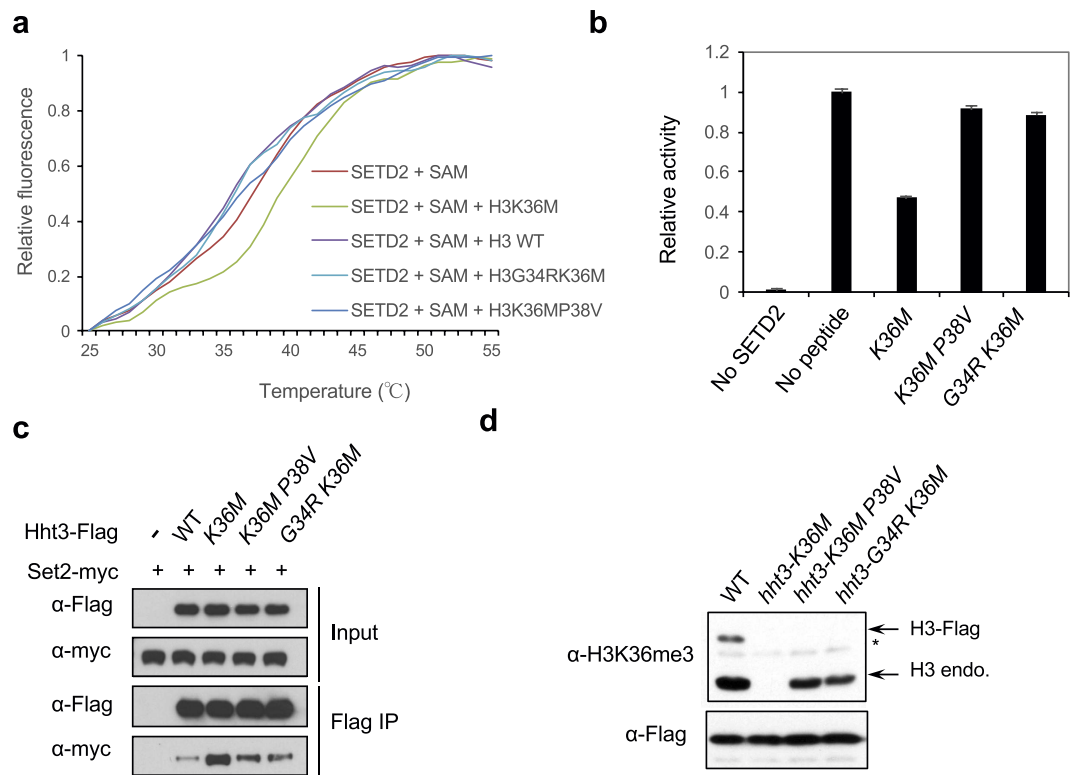 a
1
0.8
0.6
0.4
0.2
0
Relative fluorescence
SETD2 + SAM
SETD2 + SAM + H3K36M
SETD2 + SAM + H3 WT
SETD2 + SAM + H3G34RK36M
SETD2 + SAM + H3K36MP38V
25 30 35 40 45 50 55
Temperature (℃)
b
1.2
1
0.8
0.6
0.4
0.2
0
Relative activity
No SETD2
No peptide
K36M
K36M P38V
G34R K36M
c
Hht3-Flag - WT K36M K36M P38V G34R K36M
Set2-myc + + + + +
α-Flag
α-myc
Input
α-Flag
α-myc
Flag IP
d
WT hht3-K36M hht3-K36M P38V hht3-G34R K36M
α-H3K36me3
H3-Flag
*
H3 endo.
α-Flag